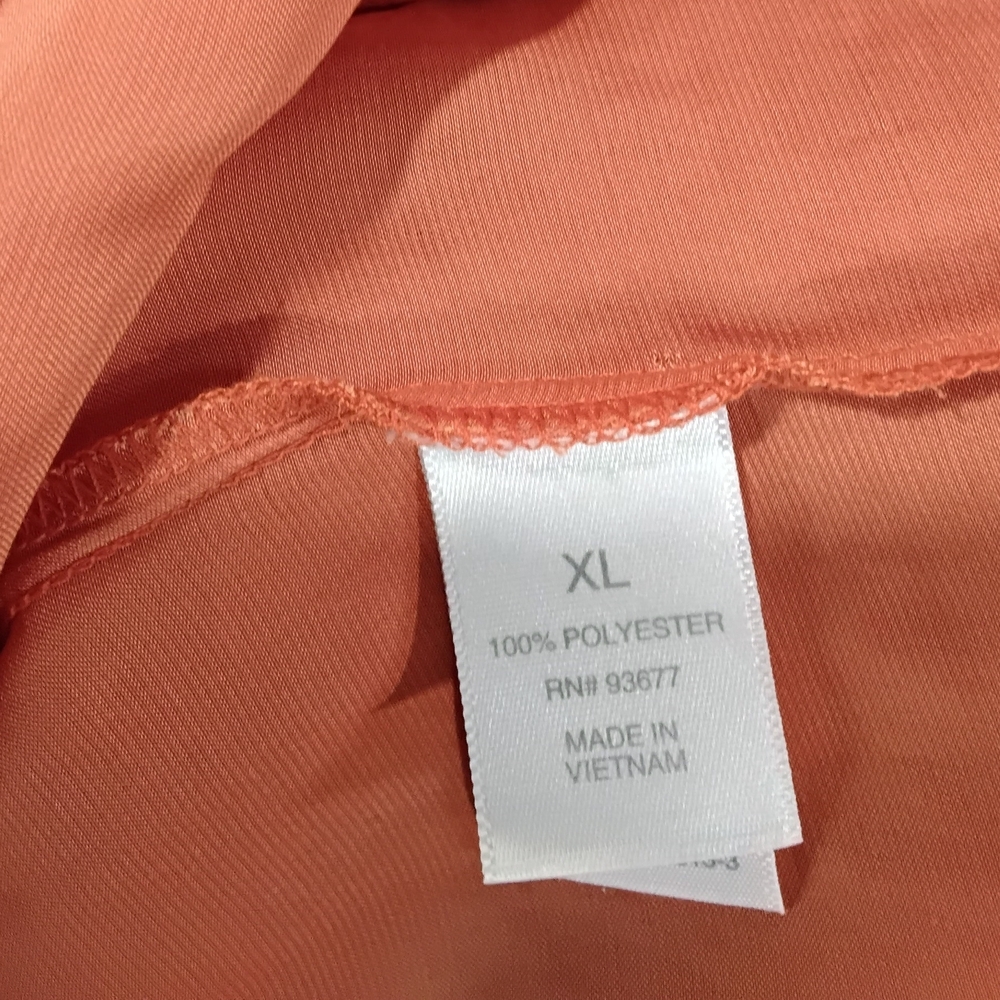 XL
100% POLYESTER
RN# 93677
MADE IN
VIETNAM